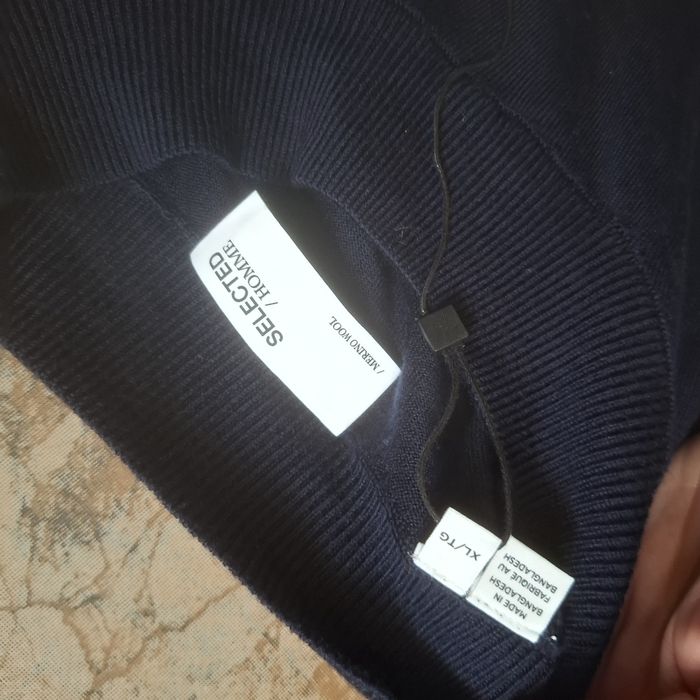 SELECTED
/ HOMME
/ MERINO WOOL
XL/TG
MADE IN
BANGLADESH
FABRIQUE AU
BANGLADESH